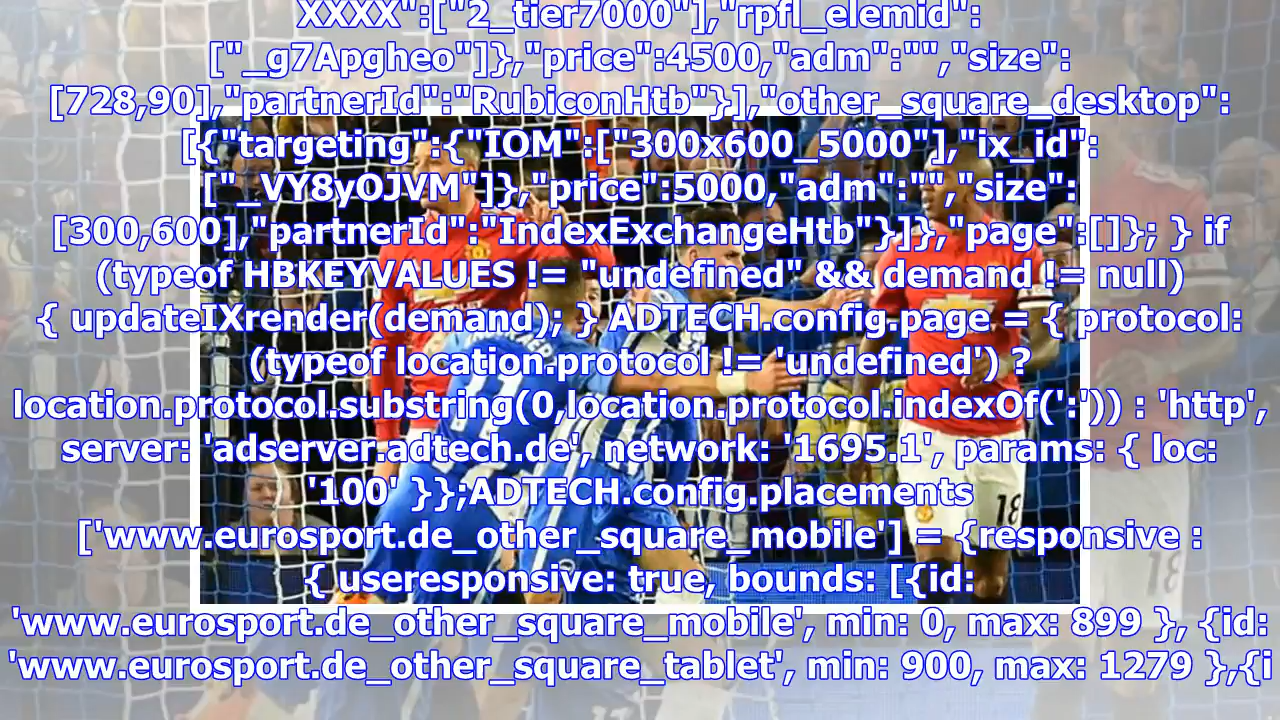 XXXX":["2_tier7000"],"rpfl_elemid":
["_g7Apgheo"]},"price":4500,"adm":"","size":
[728,90],"partnerId":"RubiconHtb"}],"other_square_desktop":
[{"targeting":{"IOM":["300x600_5000"],"ix_id":
["_VY8yOJVM"]},"price":5000,"adm":"","size":
[300,600],"partnerId":"IndexExchangeHtb"}]},"page":[]}; } if
(typeof HBKEYVALUES != "undefined" && demand != null)
{ updateIXrender(demand); } ADTECH.config.page = { protocol:
(typeof location.protocol != 'undefined') ?
location.protocol.substring(0,location.protocol.indexOf(':')) : 'http',
server: 'adserver.adtech.de', network: '1695.1', params: { loc:
'100' }};ADTECH.config.placements
['www.eurosport.de_other_square_mobile'] = {responsive :
{ useresponsive: true, bounds: [{id:
'www.eurosport.de_other_square_mobile', min: 0, max: 899 }, {id:
'www.eurosport.de_other_square_tablet', min: 900, max: 1279 },{i
18
18